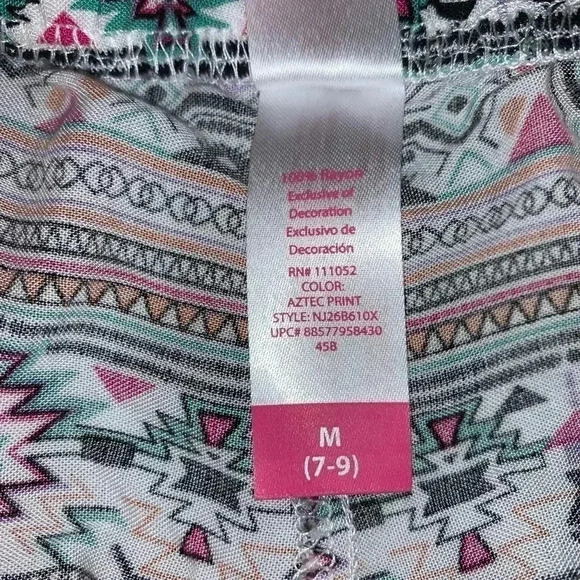 100% Rayon
Exclusive of
Decoration
Exclusivo de
Decoración
RN# 111052
COLOR:
AZTEC PRINT
STYLE: NJ26B610X
UPC# 88577958430
45B
M
(7-9)